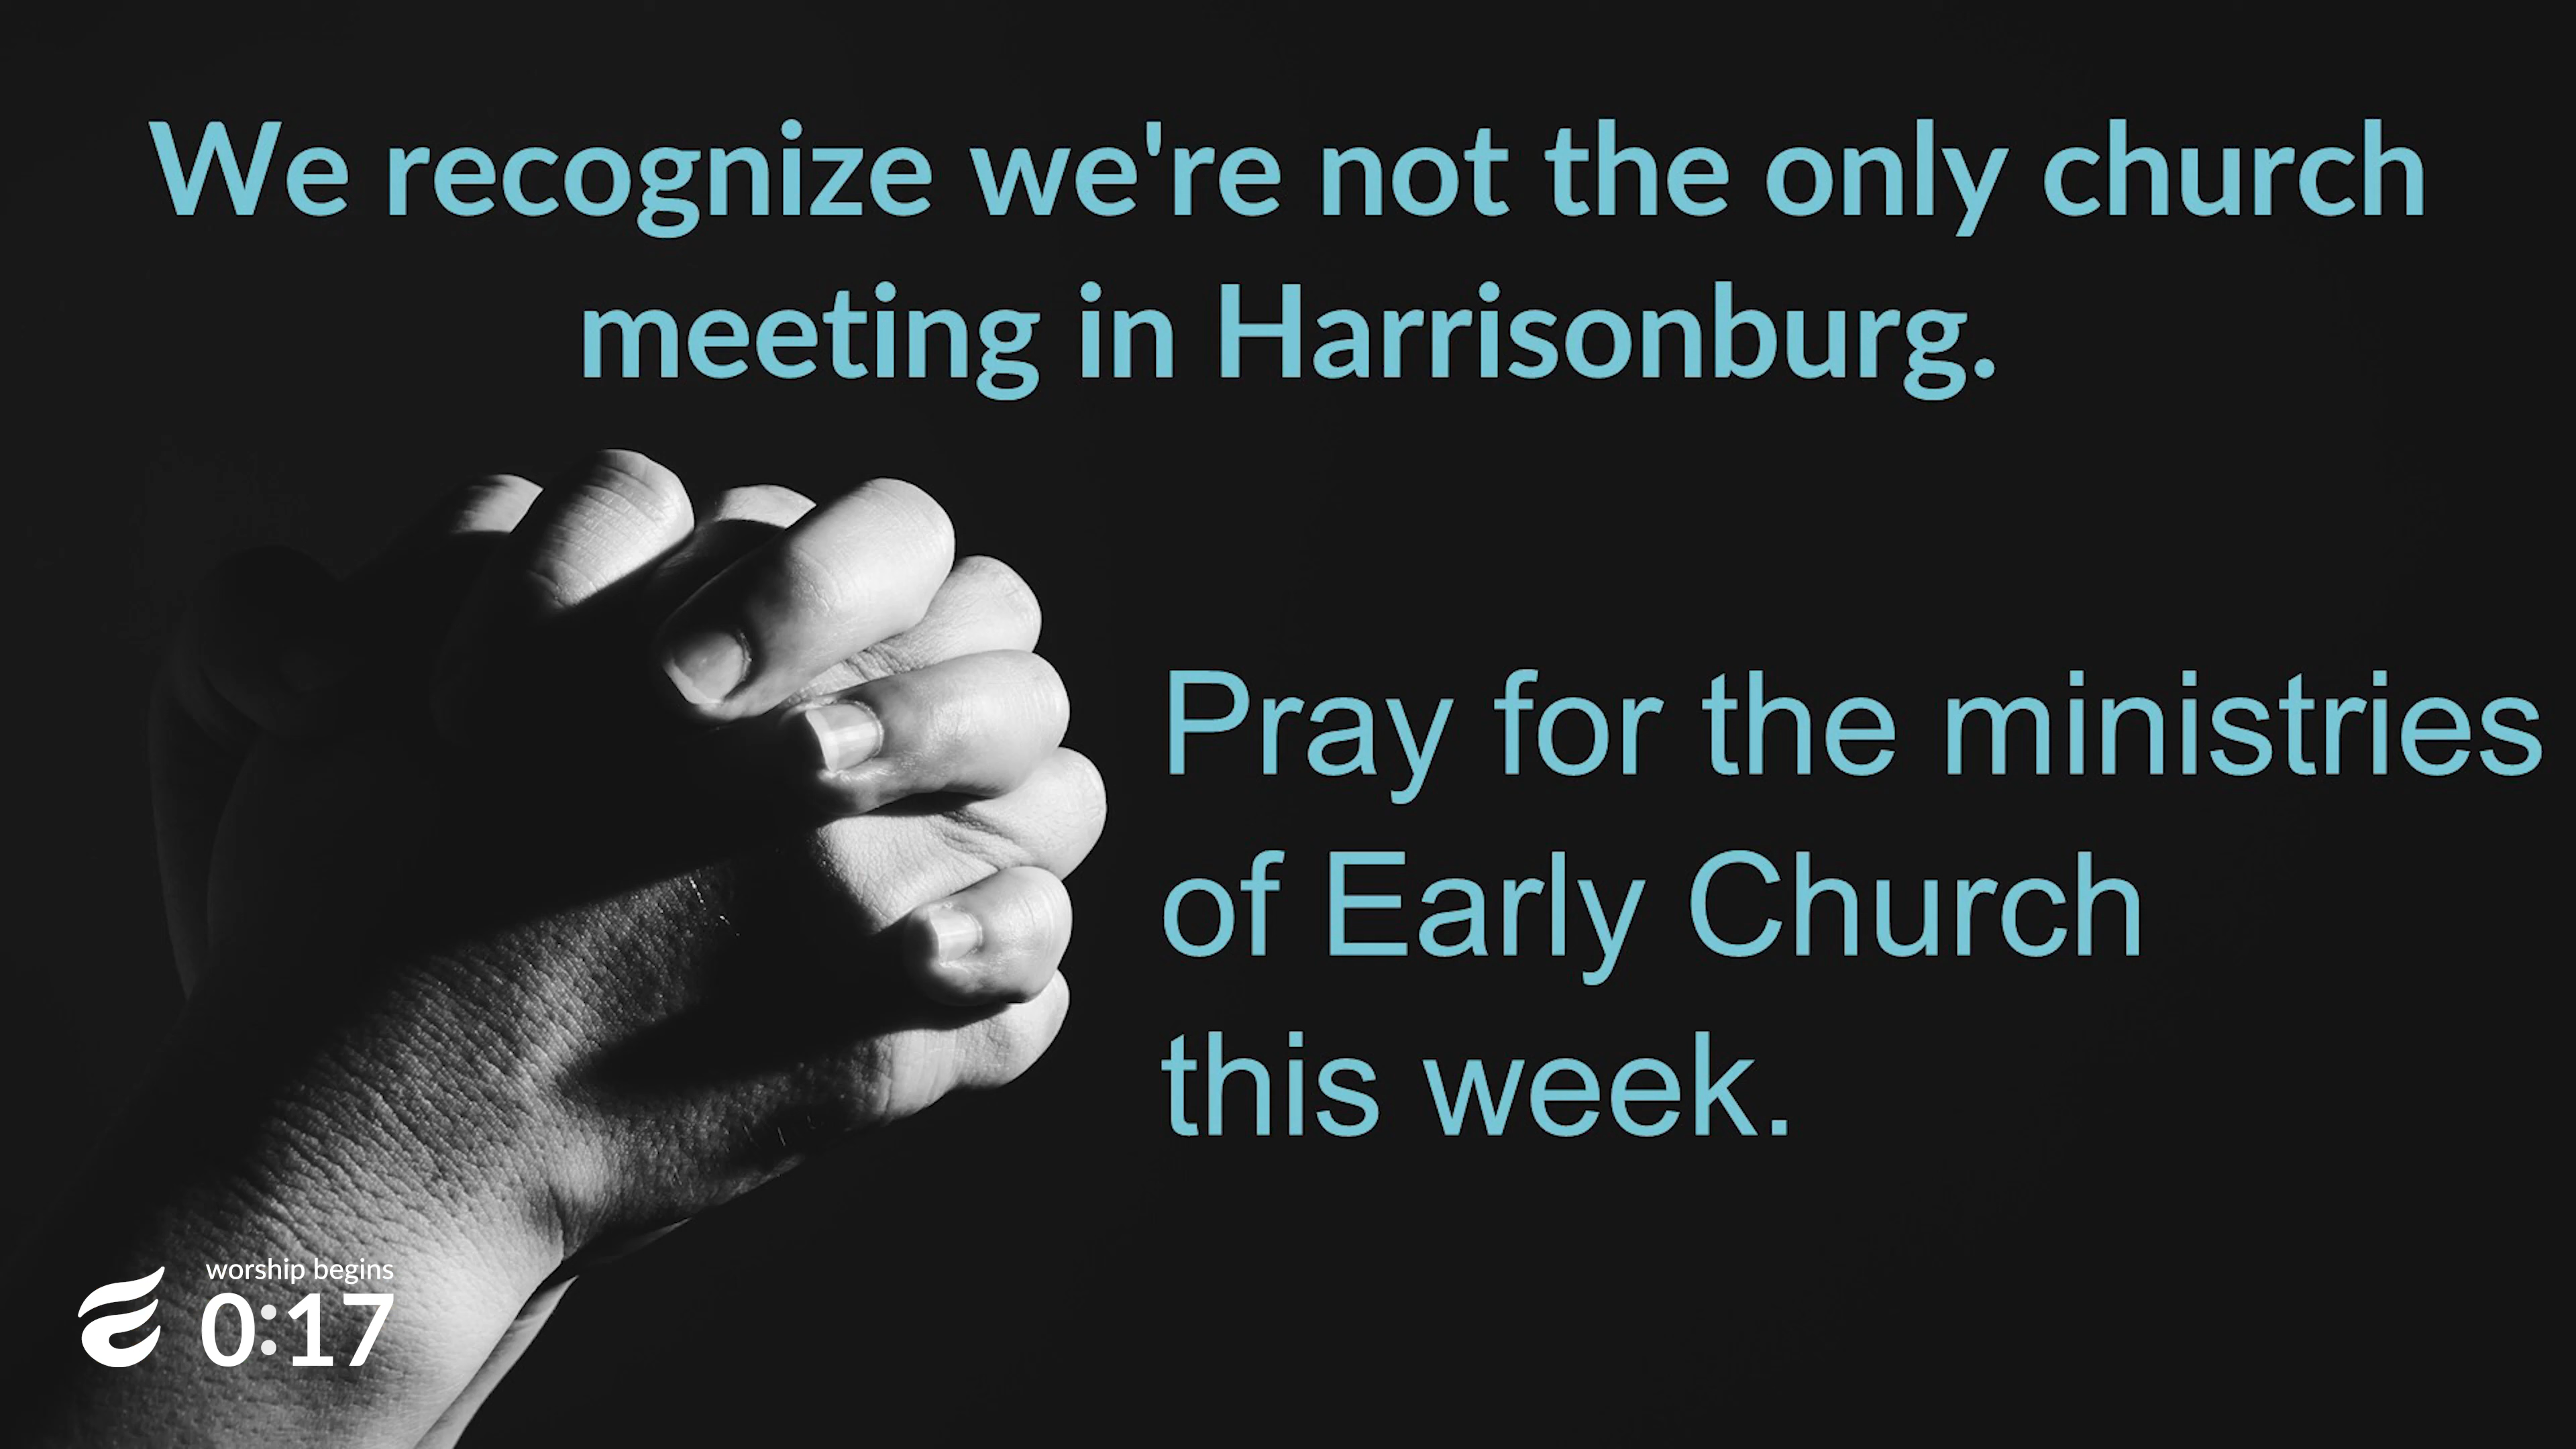 We recognize we're not the only church
meeting in Harrisonburg.
Pray for the ministries
of Early Church
this week.
worship begins
0:17